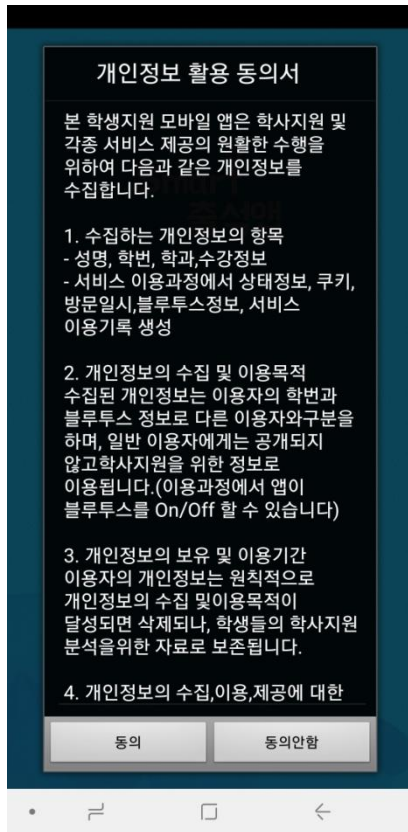 개인정보 활용 동의서
본 학생지원 모바일 앱은 학사지원 및
각종 서비스 제공의 원활한 수행을
위하여 다음과 같은 개인정보를
수집합니다.
1. 수집하는 개인정보의 항목
- 성명, 학번, 학과,수강정보
- 서비스 이용과정에서 상태정보, 쿠키,
방문일시,블루투스정보, 서비스
이용기록 생성
2. 개인정보의 수집 및 이용목적
수집된 개인정보는 이용자의 학번과
블루투스 정보로 다른 이용자와구분을
하며, 일반 이용자에게는 공개되지
않고학사지원을 위한 정보로
이용됩니다.(이용과정에서 앱이
블루투스를 On/Off 할 수 있습니다)
3. 개인정보의 보유 및 이용기간
이용자의 개인정보는 원칙적으로
개인정보의 수집 및이용목적이
달성되면 삭제되나, 학생들의 학사지원
분석을위한 자료로 보존됩니다.
4. 개인정보의 수집,이용,제공에 대한
동의
동의안함